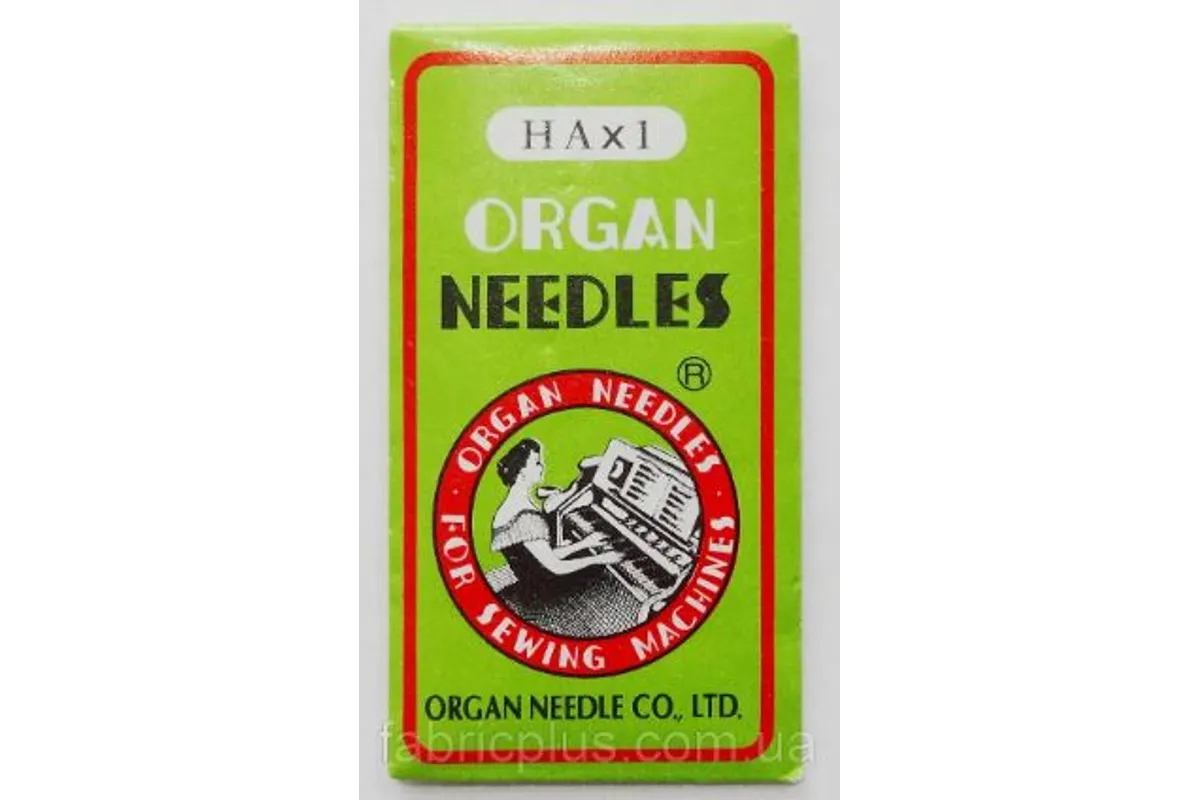 HAx1
ORGAN
NEEDLES
®
ORGAN NEEDLES
· FOR SEWING MACHINES ·
ORGAN NEEDLE CO., LTD.
fabricplus.com.ua